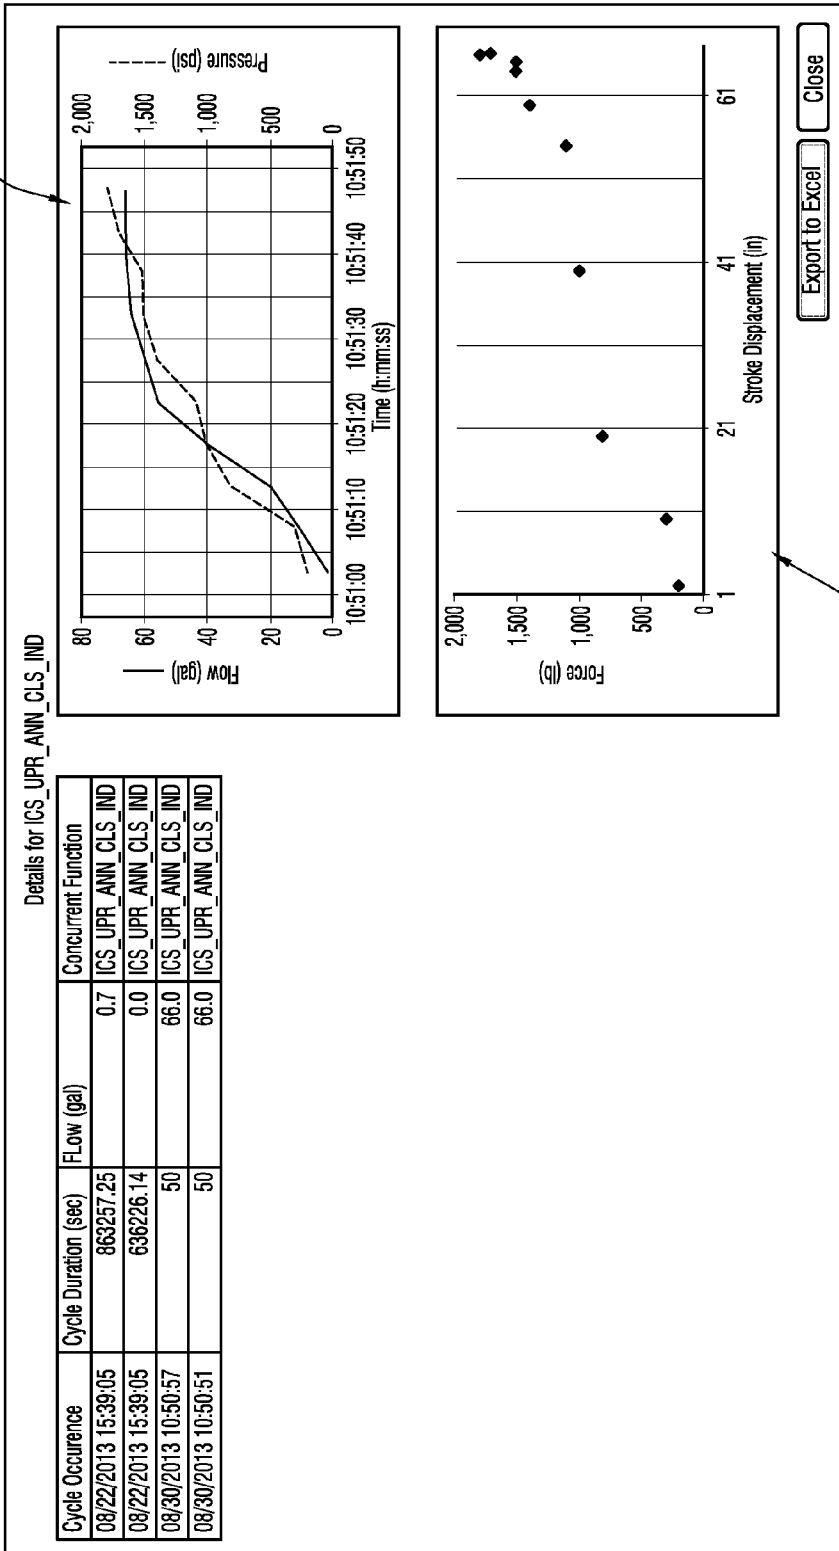 Details for ICS_UPR_ANN_CLS_IND
Cycle Occurence Cycle Duration (sec) FLow (gal) Concurrent Function
08/22/2013 15:39:05 863257.25 0.7 ICS_UPR_ANN_CLS_IND
08/22/2013 15:39:05 636226.14 0.0 ICS_UPR_ANN_CLS_IND
08/30/2013 10:50:57 50 66.0 ICS_UPR_ANN_CLS_IND
08/30/2013 10:50:51 50 66.0 ICS_UPR_ANN_CLS_IND
Flow (gal)
80
60
40
20
0
Pressure (psi)
2,000
1,500
1,000
500
0
10:51:00 10:51:10 10:51:20 10:51:30 10:51:40 10:51:50
Time (h:mm:ss)
Force (lb)
2,000
1,500
1,000
500
0
1 21 41 61
Stroke Displacement (in)
Export to Excel
Close